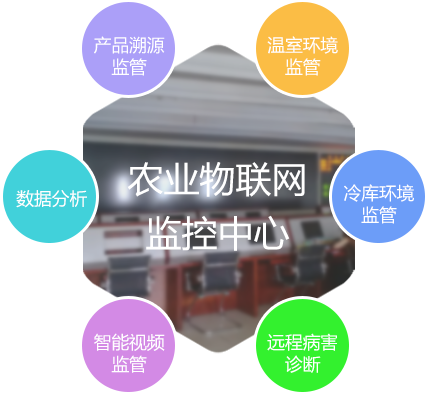 产品溯源
监管
温室环境
监管
农业物联网
监控中心
数据分析
冷库环境
监管
智能视频
监管
远程病害
诊断